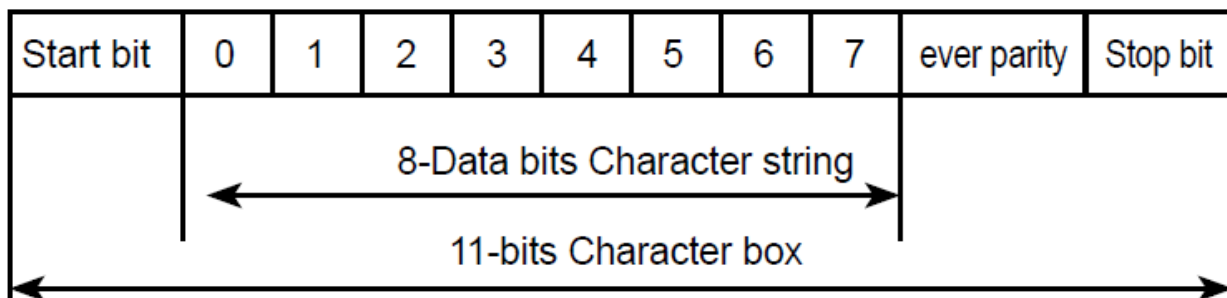 Start bit 0 1 2 3 4 5 6 7 ever parity Stop bit
8-Data bits Character string
11-bits Character box